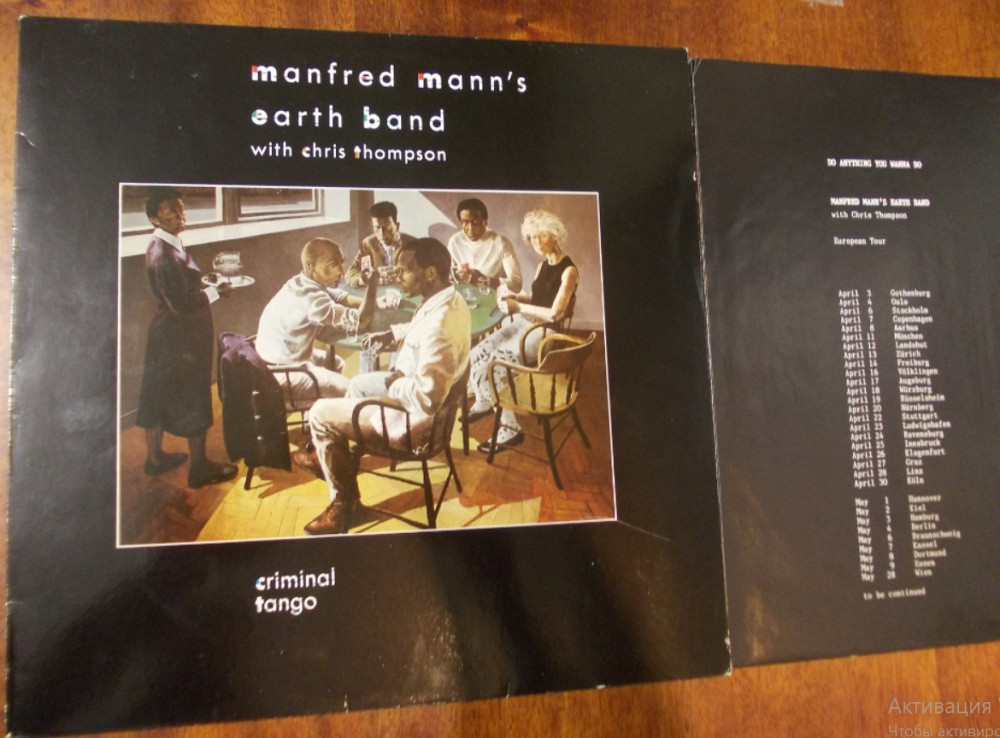 manfred mann's
earth band
with chris thompson
criminal
tango
DO ANYTHING YOU WANNA DO
MANFRED MANN'S EARTH BAND
with Chris Thompson
European Tour
April 3 Gothenburg
April 4 Oslo
April 6 Stockholm
April 7 Copenhagen
April 8 Aarhus
April 11 München
April 12 Landshut
April 13 Zürich
April 14 Freiburg
April 16 Völklingen
April 17 Augsburg
April 18 Würzburg
April 19 Rüsselsheim
April 20 Nürnberg
April 22 Stuttgart
April 23 Ludwigshafen
April 24 Ravensburg
April 25 Innsbruck
April 26 Klagenfurt
April 27 Graz
April 28 Linz
April 30 Köln
May 1 Hannover
May 2 Kiel
May 3 Hamburg
May 4 Berlin
May 6 Braunschweig
May 7 Kassel
May 8 Dortmund
May 9 Essen
May 28 Wien
to be continued
Активация
Чтобы активиро